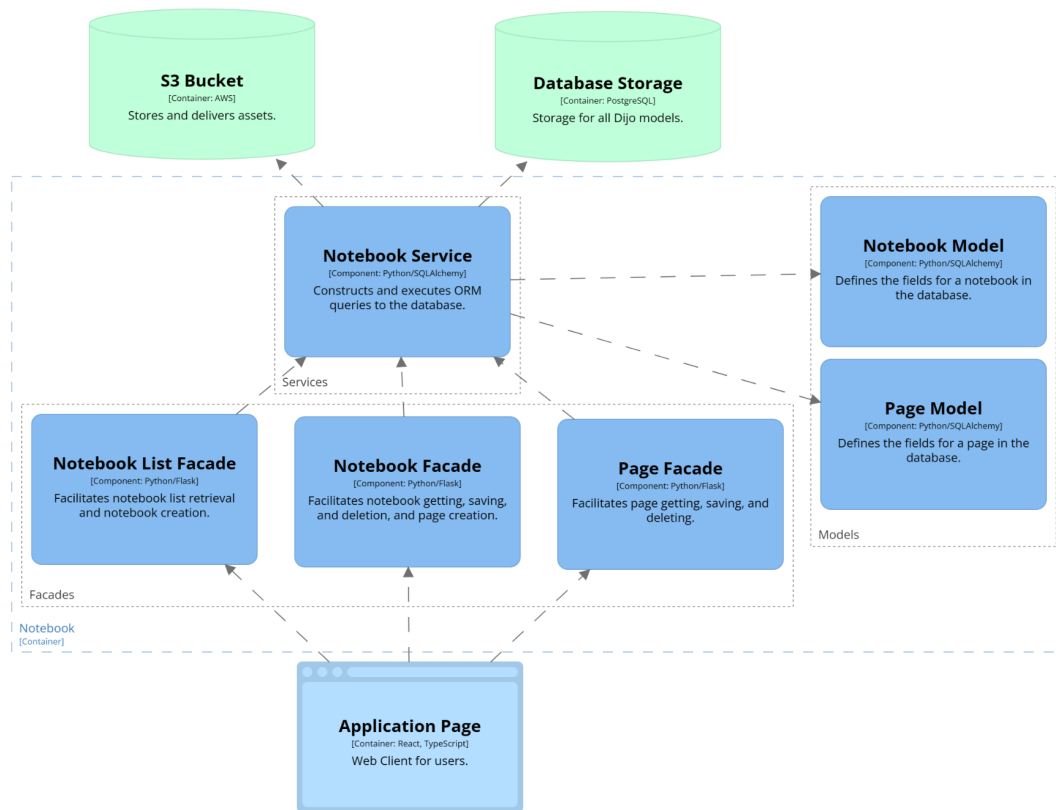 S3 Bucket
[Container: AWS]
Stores and delivers assets.
Database Storage
[Container: PostgreSQL]
Storage for all Dijo models.
Notebook Service
[Component: Python/SQLAlchemy]
Constructs and executes ORM
queries to the database.
Services
Notebook Model
[Component: Python/SQLAlchemy]
Defines the fields for a notebook in
the database.
Page Model
[Component: Python/SQLAlchemy]
Defines the fields for a page in the
database.
Models
Notebook List Facade
[Component: Python/Flask]
Facilitates notebook list retrieval
and notebook creation.
Notebook Facade
[Component: Python/Flask]
Facilitates notebook getting, saving,
and deletion, and page creation.
Page Facade
[Component: Python/Flask]
Facilitates page getting, saving, and
deleting.
Facades
Notebook
[Container]
Application Page
[Container: React, TypeScript]
Web Client for users.